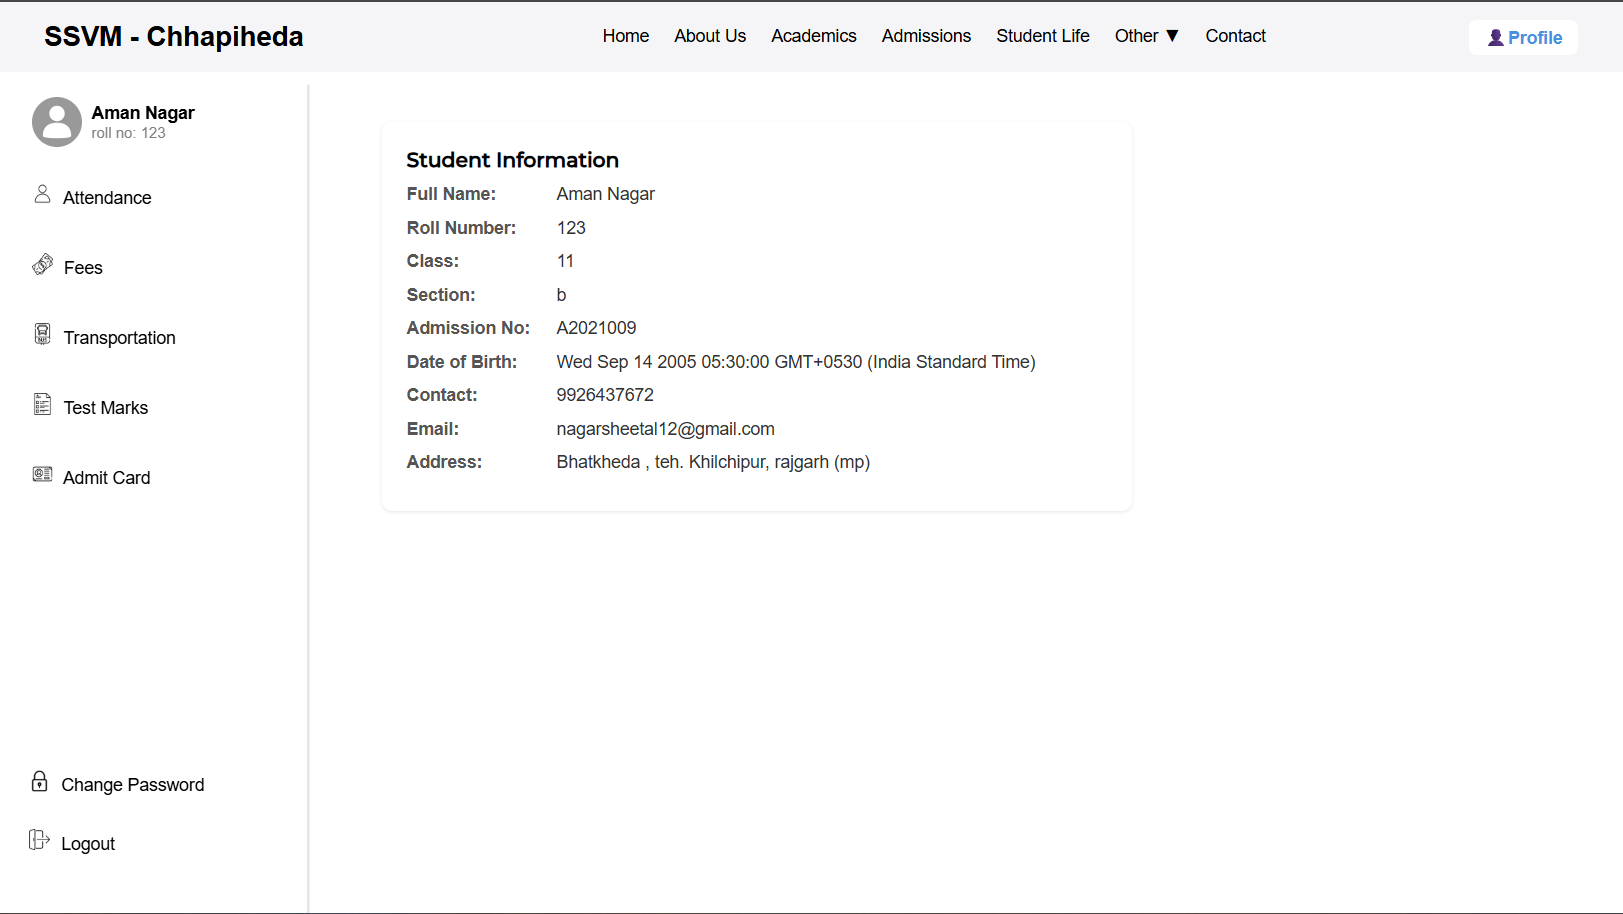 SSVM - Chhapiheda
Home About Us Academics Admissions Student Life Other ▼ Contact
Profile
Aman Nagar
roll no: 123
Attendance
Fees
Transportation
Test Marks
Admit Card
Change Password
Logout
Student Information
Full Name: Aman Nagar
Roll Number: 123
Class: 11
Section: b
Admission No: A2021009
Date of Birth: Wed Sep 14 2005 05:30:00 GMT+0530 (India Standard Time)
Contact: 9926437672
Email: nagarsheetal12@gmail.com
Address: Bhatkheda , teh. Khilchipur, rajgarh (mp)